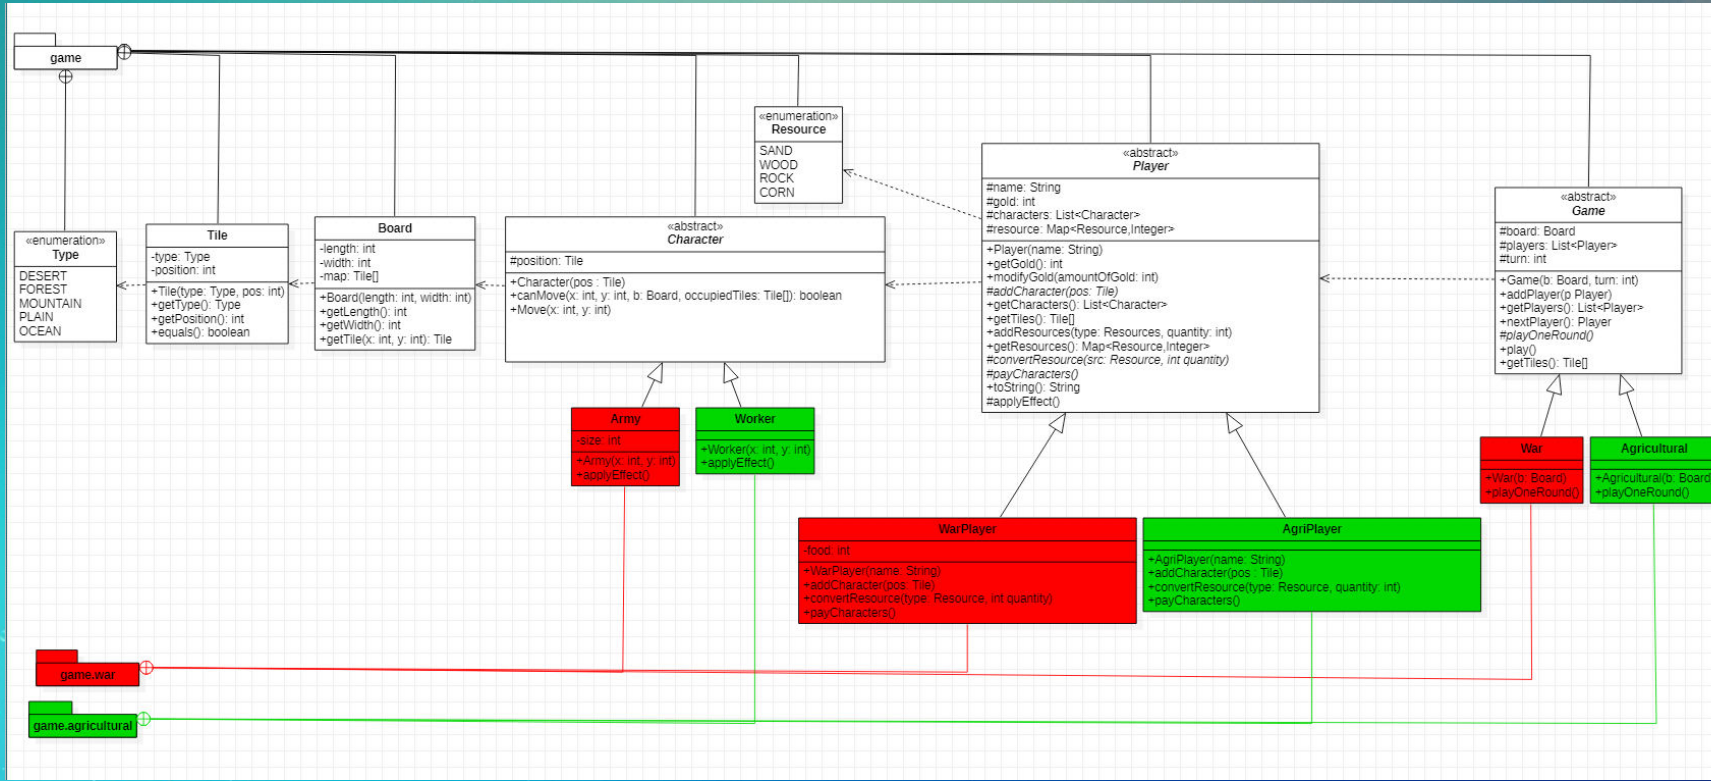 game
«enumeration»
Type
DESERT
FOREST
MOUNTAIN
PLAIN
OCEAN
Tile
-type: Type
-position: int
+Tile(type: Type, pos: int)
+getType(): Type
+getPosition(): int
+equals(): boolean
Board
-length: int
-width: int
-map: Tile[]
+Board(length: int, width: int)
+getLength(): int
+getWidth(): int
+getTile(x: int, y: int): Tile
«abstract»
Character
#position: Tile
+Character(pos : Tile)
+canMove(x: int, y: int, b: Board, occupiedTiles: Tile[]): boolean
+Move(x: int, y: int)
«enumeration»
Resource
SAND
WOOD
ROCK
CORN
«abstract»
Player
#name: String
#gold: int
#characters: List<Character>
#resource: Map<Resource,Integer>
+Player(name: String)
+getGold(): int
+modifyGold(amountOfGold: int)
#addCharacter(pos: Tile)
+getCharacters(): List<Character>
+getTiles(): Tile[]
+addResources(type: Resources, quantity: int)
+getResources(): Map<Resource,Integer>
#convertResource(src: Resource, int quantity)
#payCharacters()
+toString(): String
#applyEffect()
«abstract»
Game
#board: Board
#players: List<Player>
#turn: int
+Game(b: Board, turn: int)
+addPlayer(p Player)
+getPlayers(): List<Player>
+nextPlayer(): Player
#playOneRound()
+play()
+getTiles(): Tile[]
Army
-size: int
+Army(x: int, y: int)
+applyEffect()
Worker
+Worker(x: int, y: int)
+applyEffect()
WarPlayer
-food: int
+WarPlayer(name: String)
+addCharacter(pos: Tile)
+convertResource(type: Resource, int quantity)
+payCharacters()
AgriPlayer
+AgriPlayer(name: String)
+addCharacter(pos : Tile)
+convertResource(type: Resource, quantity: int)
+payCharacters()
War
+War(b: Board)
+playOneRound()
Agricultural
+Agricultural(b: Board
+playOneRound()
game.war
game.agricultural